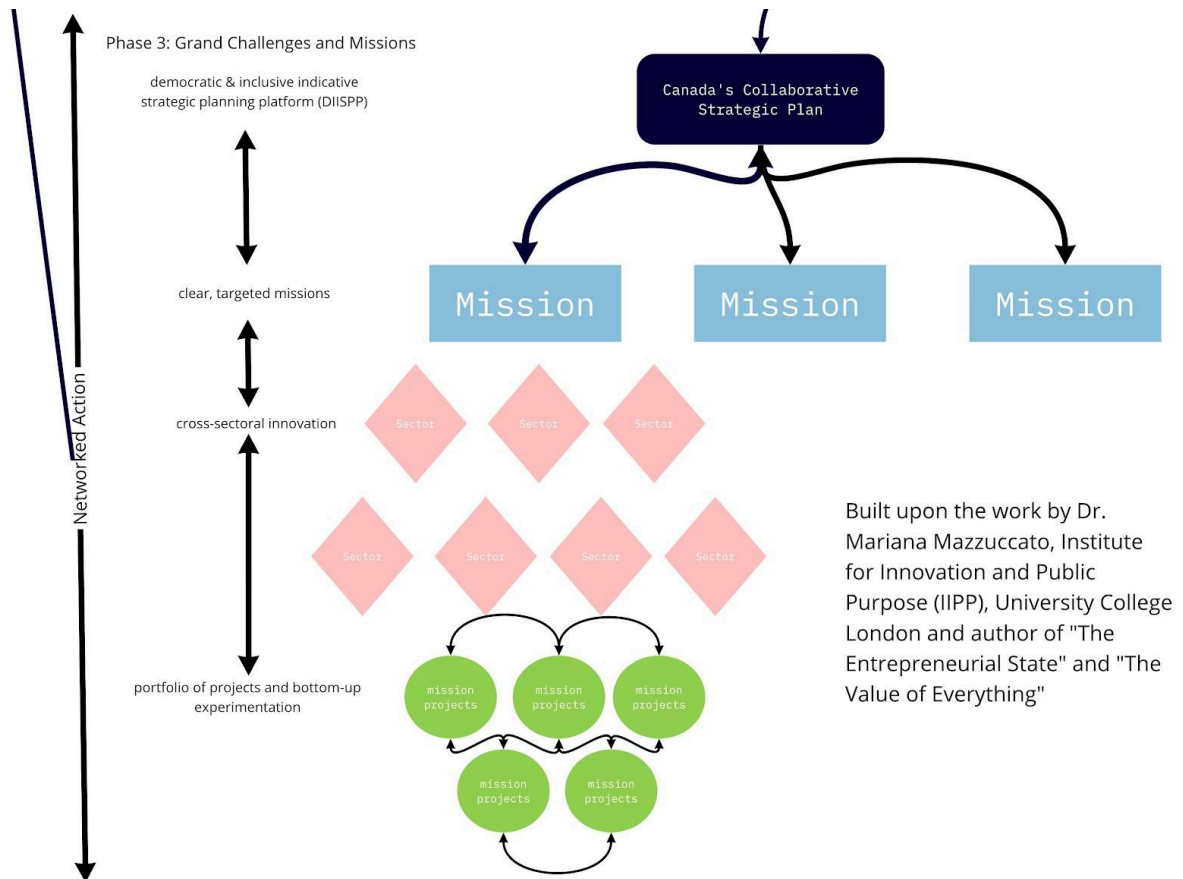 Phase 3: Grand Challenges and Missions
democratic & inclusive indicative
strategic planning platform (DIISPP)
Canada's Collaborative
Strategic Plan
clear, targeted missions
Mission
Mission
Mission
Networked Action
cross-sectoral innovation
Sector
Sector
Sector
Sector
Sector
Sector
Sector
Built upon the work by Dr.
Mariana Mazzuccato, Institute
for Innovation and Public
Purpose (IIPP), University College
London and author of "The
Entrepreneurial State" and "The
Value of Everything"
portfolio of projects and bottom-up
experimentation
mission
projects
mission
projects
mission
projects
mission
projects
mission
projects